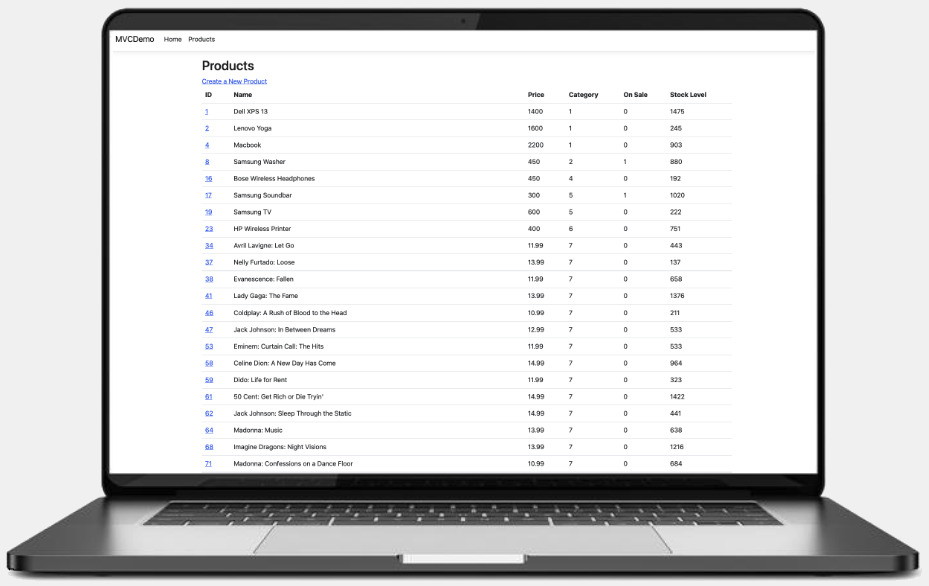 MVCDemo Home Products
Products
Create a New Product
ID Name Price Category On Sale Stock Level
1 Dell XPS 13 1400 1 0 1475
2 Lenovo Yoga 1600 1 0 245
4 Macbook 2200 1 0 903
8 Samsung Washer 450 2 1 880
16 Bose Wireless Headphones 450 4 0 192
17 Samsung Soundbar 300 5 1 1020
19 Samsung TV 600 5 0 222
23 HP Wireless Printer 400 6 0 751
34 Avril Lavigne: Let Go 11.99 7 0 443
37 Nelly Furtado: Loose 13.99 7 0 137
38 Evanescence: Fallen 11.99 7 0 658
41 Lady Gaga: The Fame 13.99 7 0 1376
46 Coldplay: A Rush of Blood to the Head 10.99 7 0 211
47 Jack Johnson: In Between Dreams 12.99 7 0 533
53 Eminem: Curtain Call: The Hits 11.99 7 0 533
58 Celine Dion: A New Day Has Come 14.99 7 0 964
59 Dido: Life for Rent 11.99 7 0 323
61 50 Cent: Get Rich or Die Tryin' 14.99 7 0 1422
62 Jack Johnson: Sleep Through the Static 14.99 7 0 441
64 Madonna: Music 13.99 7 0 638
68 Imagine Dragons: Night Visions 13.99 7 0 1216
71 Madonna: Confessions on a Dance Floor 10.99 7 0 684